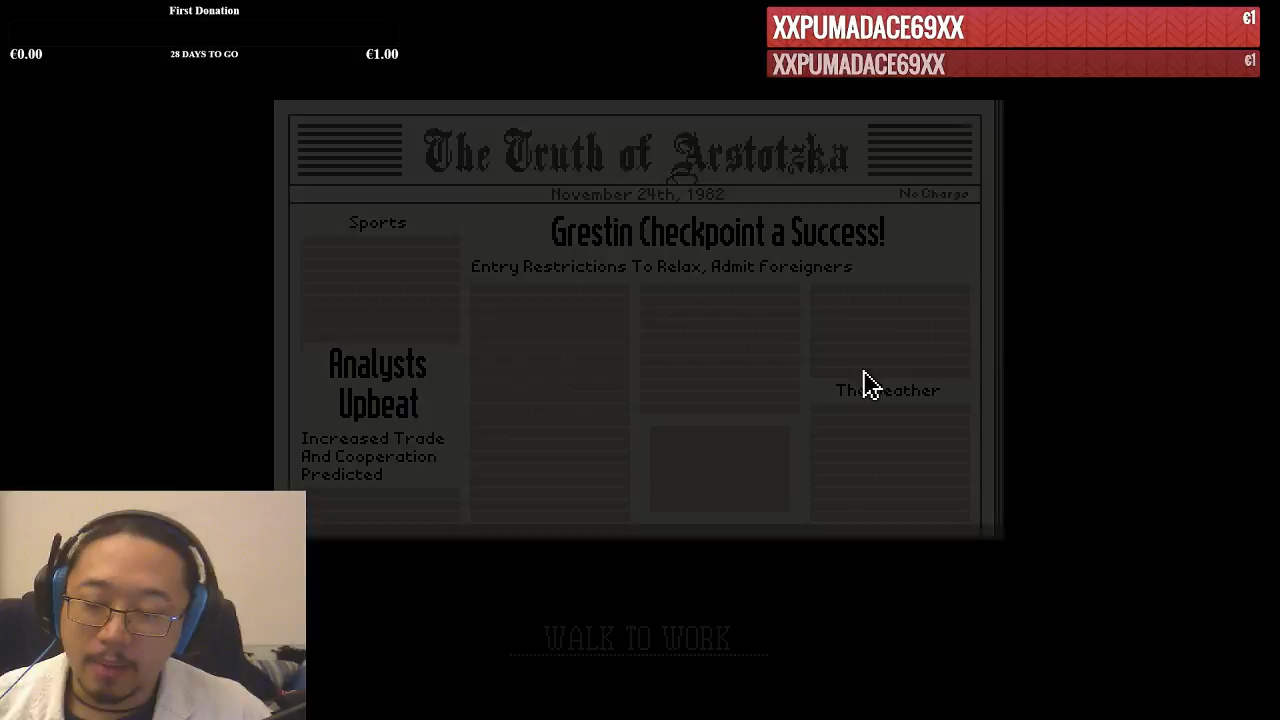 First Donation
€0.00
28 DAYS TO GO
€1.00
XXPUMADACE69XX
€1
XXPUMADACE69XX
€1
The Truth of Arstotzka
November 24th, 1982
No Charge
Sports
Grestin Checkpoint a Success!
Entry Restrictions To Relax, Admit Foreigners
Analysts
Upbeat
Increased Trade
And Cooperation
Predicted
WALK TO WORK